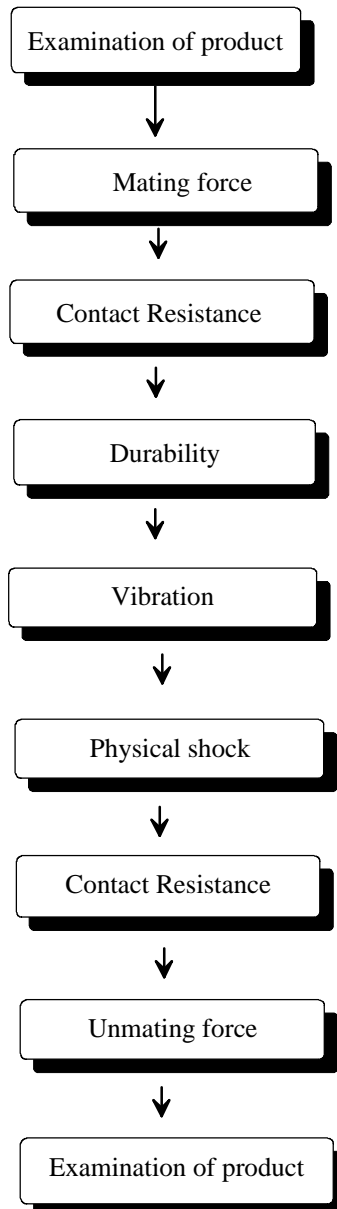 Examination of product
Mating force
Contact Resistance
Durability
Vibration
Physical shock
Contact Resistance
Unmating force
Examination of product